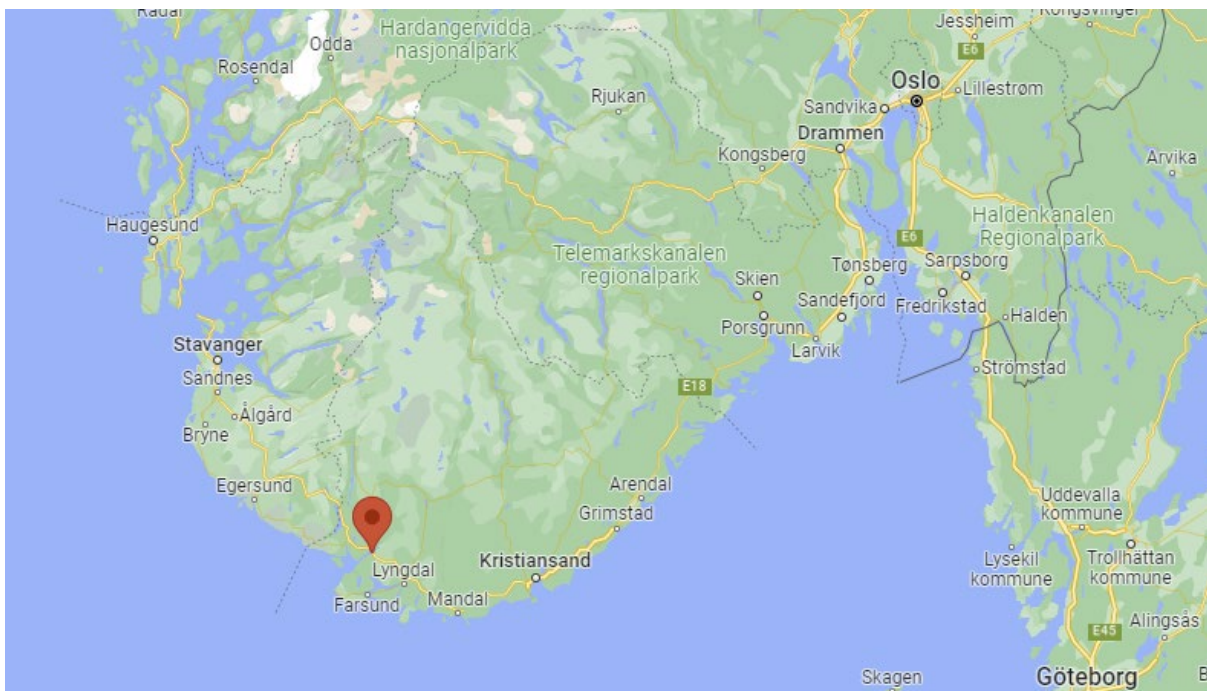 Radal
Odda
Hardangervidda
nasjonalpark
Rosendal
Rjukan
Jessheim
Kongsvinger
E6
Oslo
Sandvika
Lillestrøm
Drammen
Kongsberg
Arvika
Haugesund
Haldenkanalen
Regionalpark
E6
Telemarkskanalen
regionalpark
Tønsberg
Sarpsborg
Skien
Sandefjord
Fredrikstad
Porsgrunn
Halden
Larvik
Stavanger
Sandnes
Strömstad
E18
Ålgård
Bryne
Egersund
Arendal
Grimstad
Uddevalla
kommune
Kristiansand
Lyngdal
Farsund
Mandal
Lysekil
kommune
Trollhättan
kommune
Alingsås
E45
Skagen
Göteborg